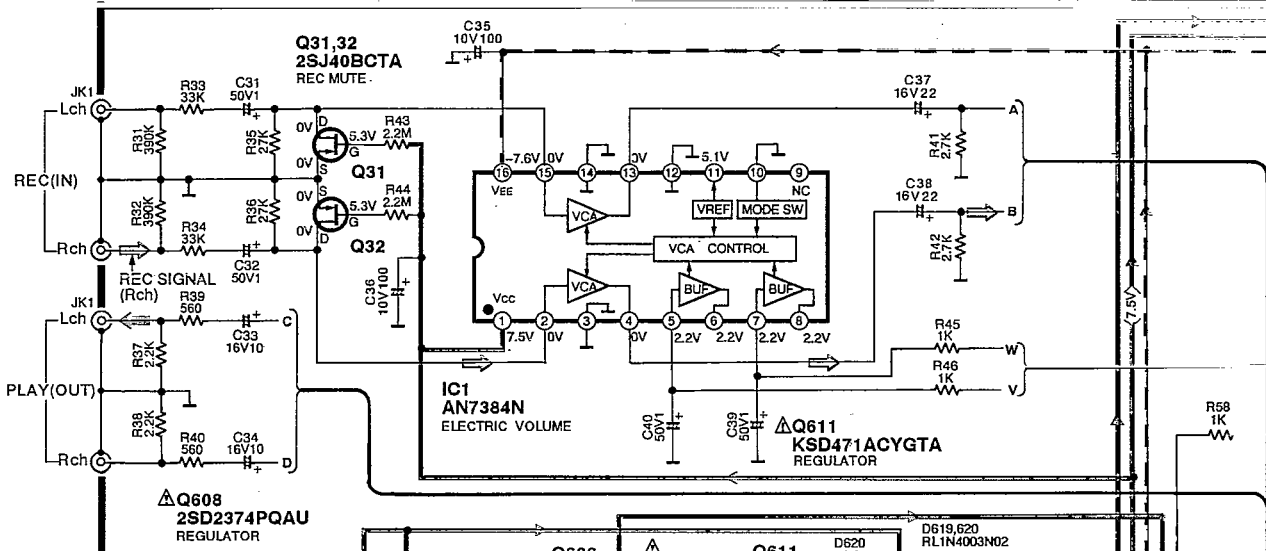 C35
10V100
Q31,32
2SJ40BCTA
REC MUTE
JK1
Lch
R33
33K
C31
50V1
R31
390K
R35
27K
0V
D
5.3V
G
R43
2.2M
0V
S
Q31
REC(IN)
R32
390K
R36
27K
S
0V
5.3V
G
R44
2.2M
0V
D
Q32
R34
33K
C32
50V1
Rch
REC SIGNAL
(Rch)
C36
10V100
C37
16V22
A
R41
2.7K
C38
16V22
B
R42
2.7K
-7.6V
0V
0V
5.1V
16
15
14
13
12
11
10
9
VEE
NC
VCA
VREF
MODE SW
VCA CONTROL
VCA
BUF
BUF
Vcc
1
2
3
4
5
6
7
8
7.5V
0V
0V
2.2V
2.2V
2.2V
2.2V
7.5V
JK1
Lch
R39
560
C33
16V10
C
R37
2.2K
PLAY(OUT)
R38
2.2K
R40
560
C34
16V10
D
Rch
IC1
AN7384N
ELECTRIC VOLUME
R45
1K
W
R46
1K
V
C40
50V1
C39
50V1
Q611
KSD471ACYGTA
REGULATOR
R58
1K
Q608
2SD2374PQAU
REGULATOR
D619,620
RL1N4003N02
D620
Q611